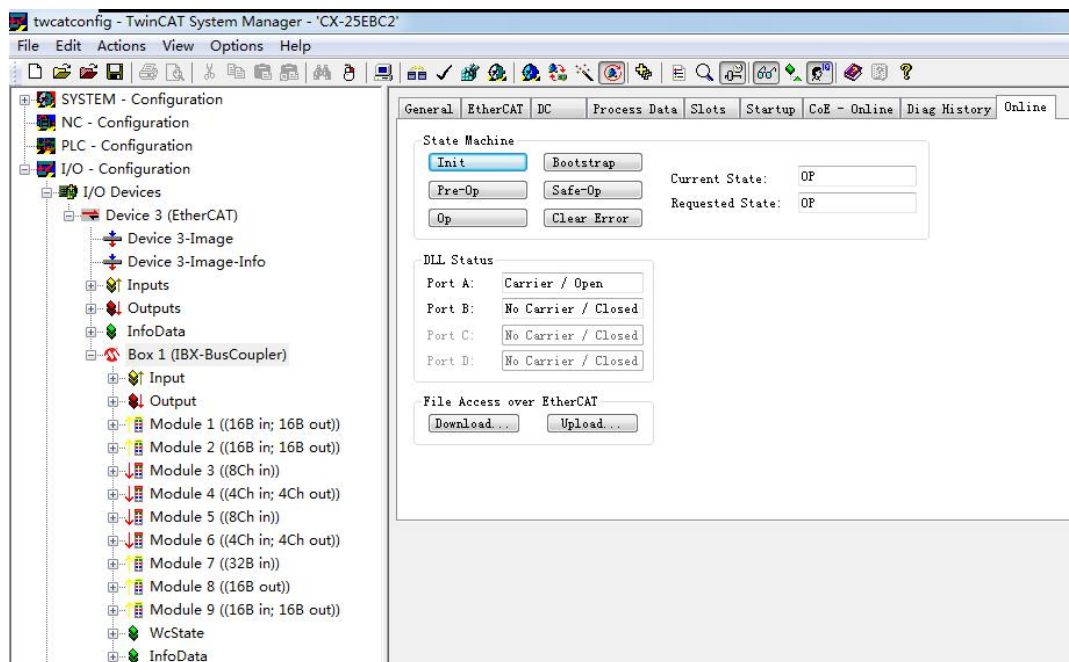 twcatconfig - TwinCAT System Manager - 'CX-25EBC2'
File Edit Actions View Options Help
SYSTEM - Configuration
NC - Configuration
PLC - Configuration
I/O - Configuration
I/O Devices
Device 3 (EtherCAT)
Device 3-Image
Device 3-Image-Info
Inputs
Outputs
InfoData
Box 1 (IBX-BusCoupler)
Input
Output
Module 1 ((16B in; 16B out))
Module 2 ((16B in; 16B out))
Module 3 ((8Ch in))
Module 4 ((4Ch in; 4Ch out))
Module 5 ((8Ch in))
Module 6 ((4Ch in; 4Ch out))
Module 7 ((32B in))
Module 8 ((16B out))
Module 9 ((16B in; 16B out))
WcState
InfoData
General EtherCAT DC Process Data Slots Startup CoE - Online Diag History Online
State Machine
Init Bootstrap
Pre-Op Safe-Op
Op Clear Error
Current State: OP
Requested State: OP
DLL Status
Port A: Carrier / Open
Port B: No Carrier / Closed
Port C: No Carrier / Closed
Port D: No Carrier / Closed
File Access over EtherCAT
Download... Upload...